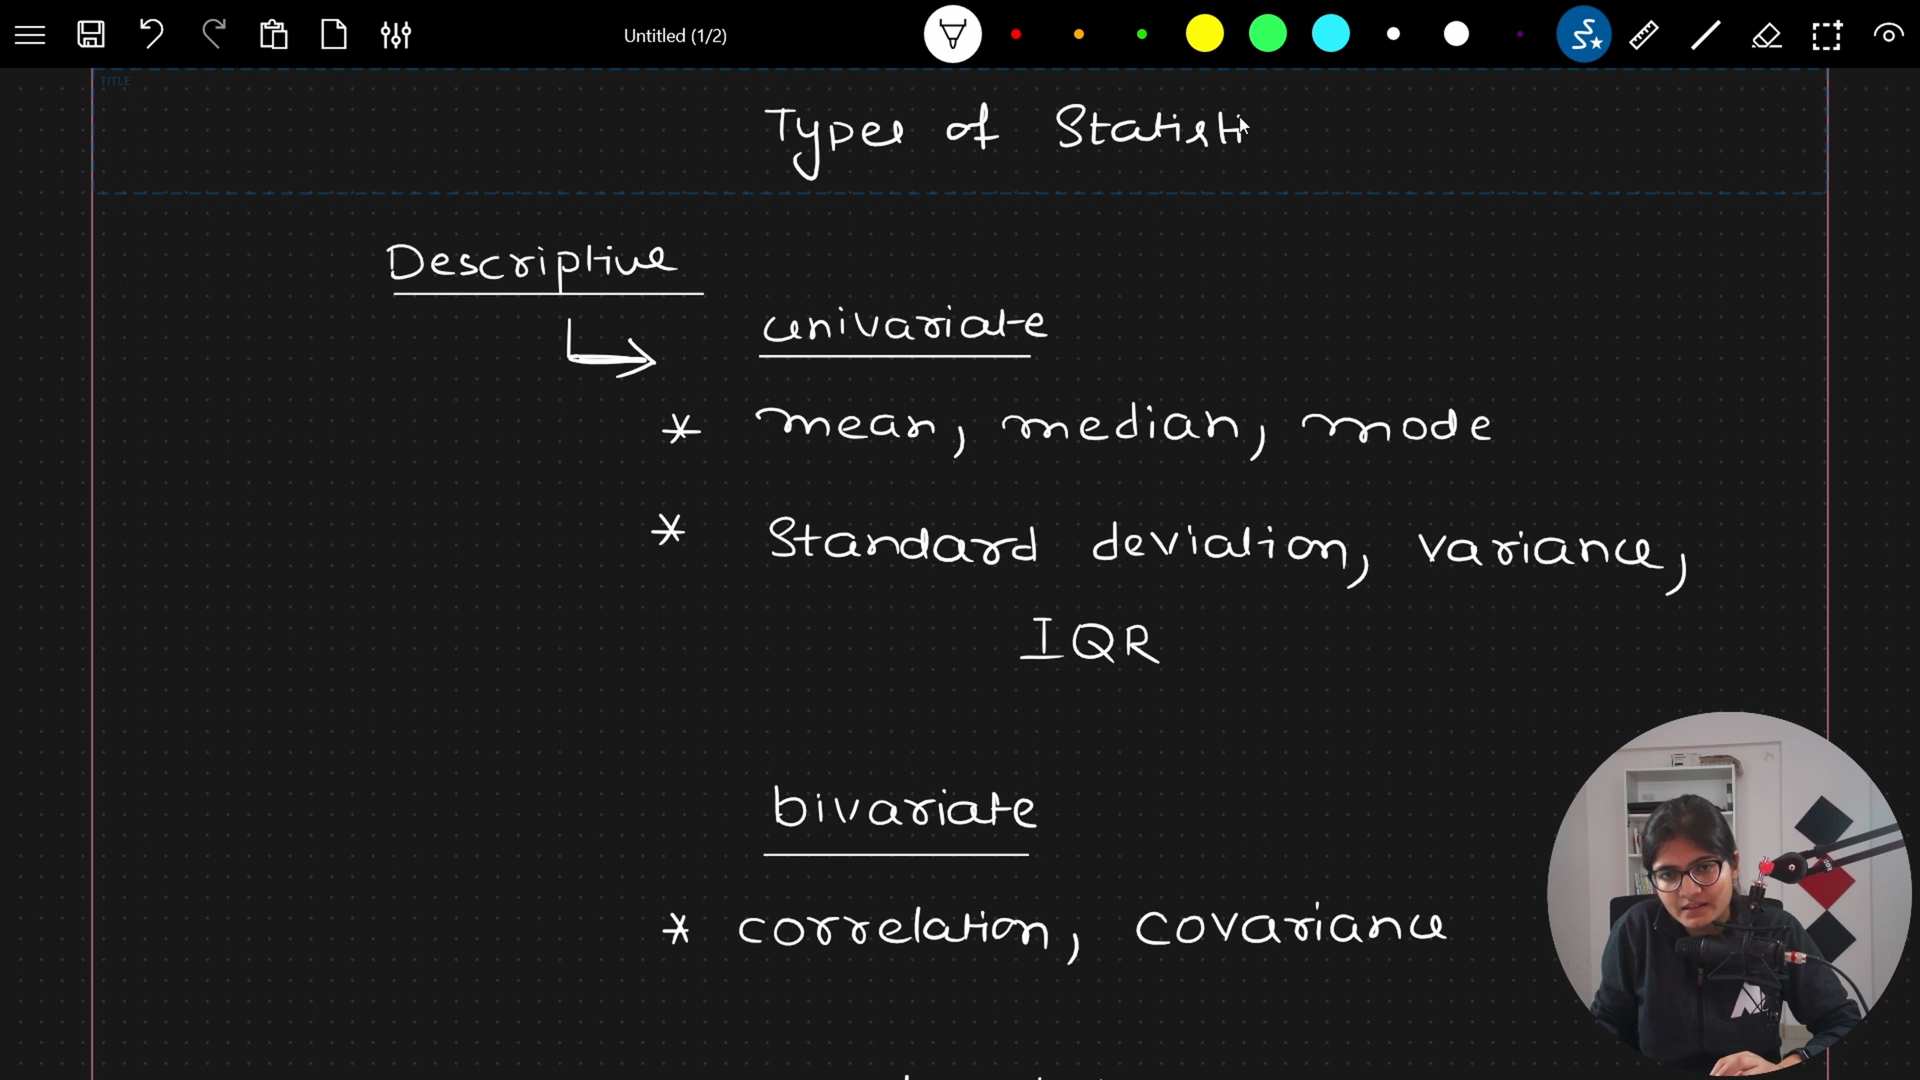 Untitled (1/2)
TITLE
Types of Statisti
Descriptive
univariate
* mean, median, mode
* Standard deviation, variance,
IQR
bivariate
* correlation, covariance